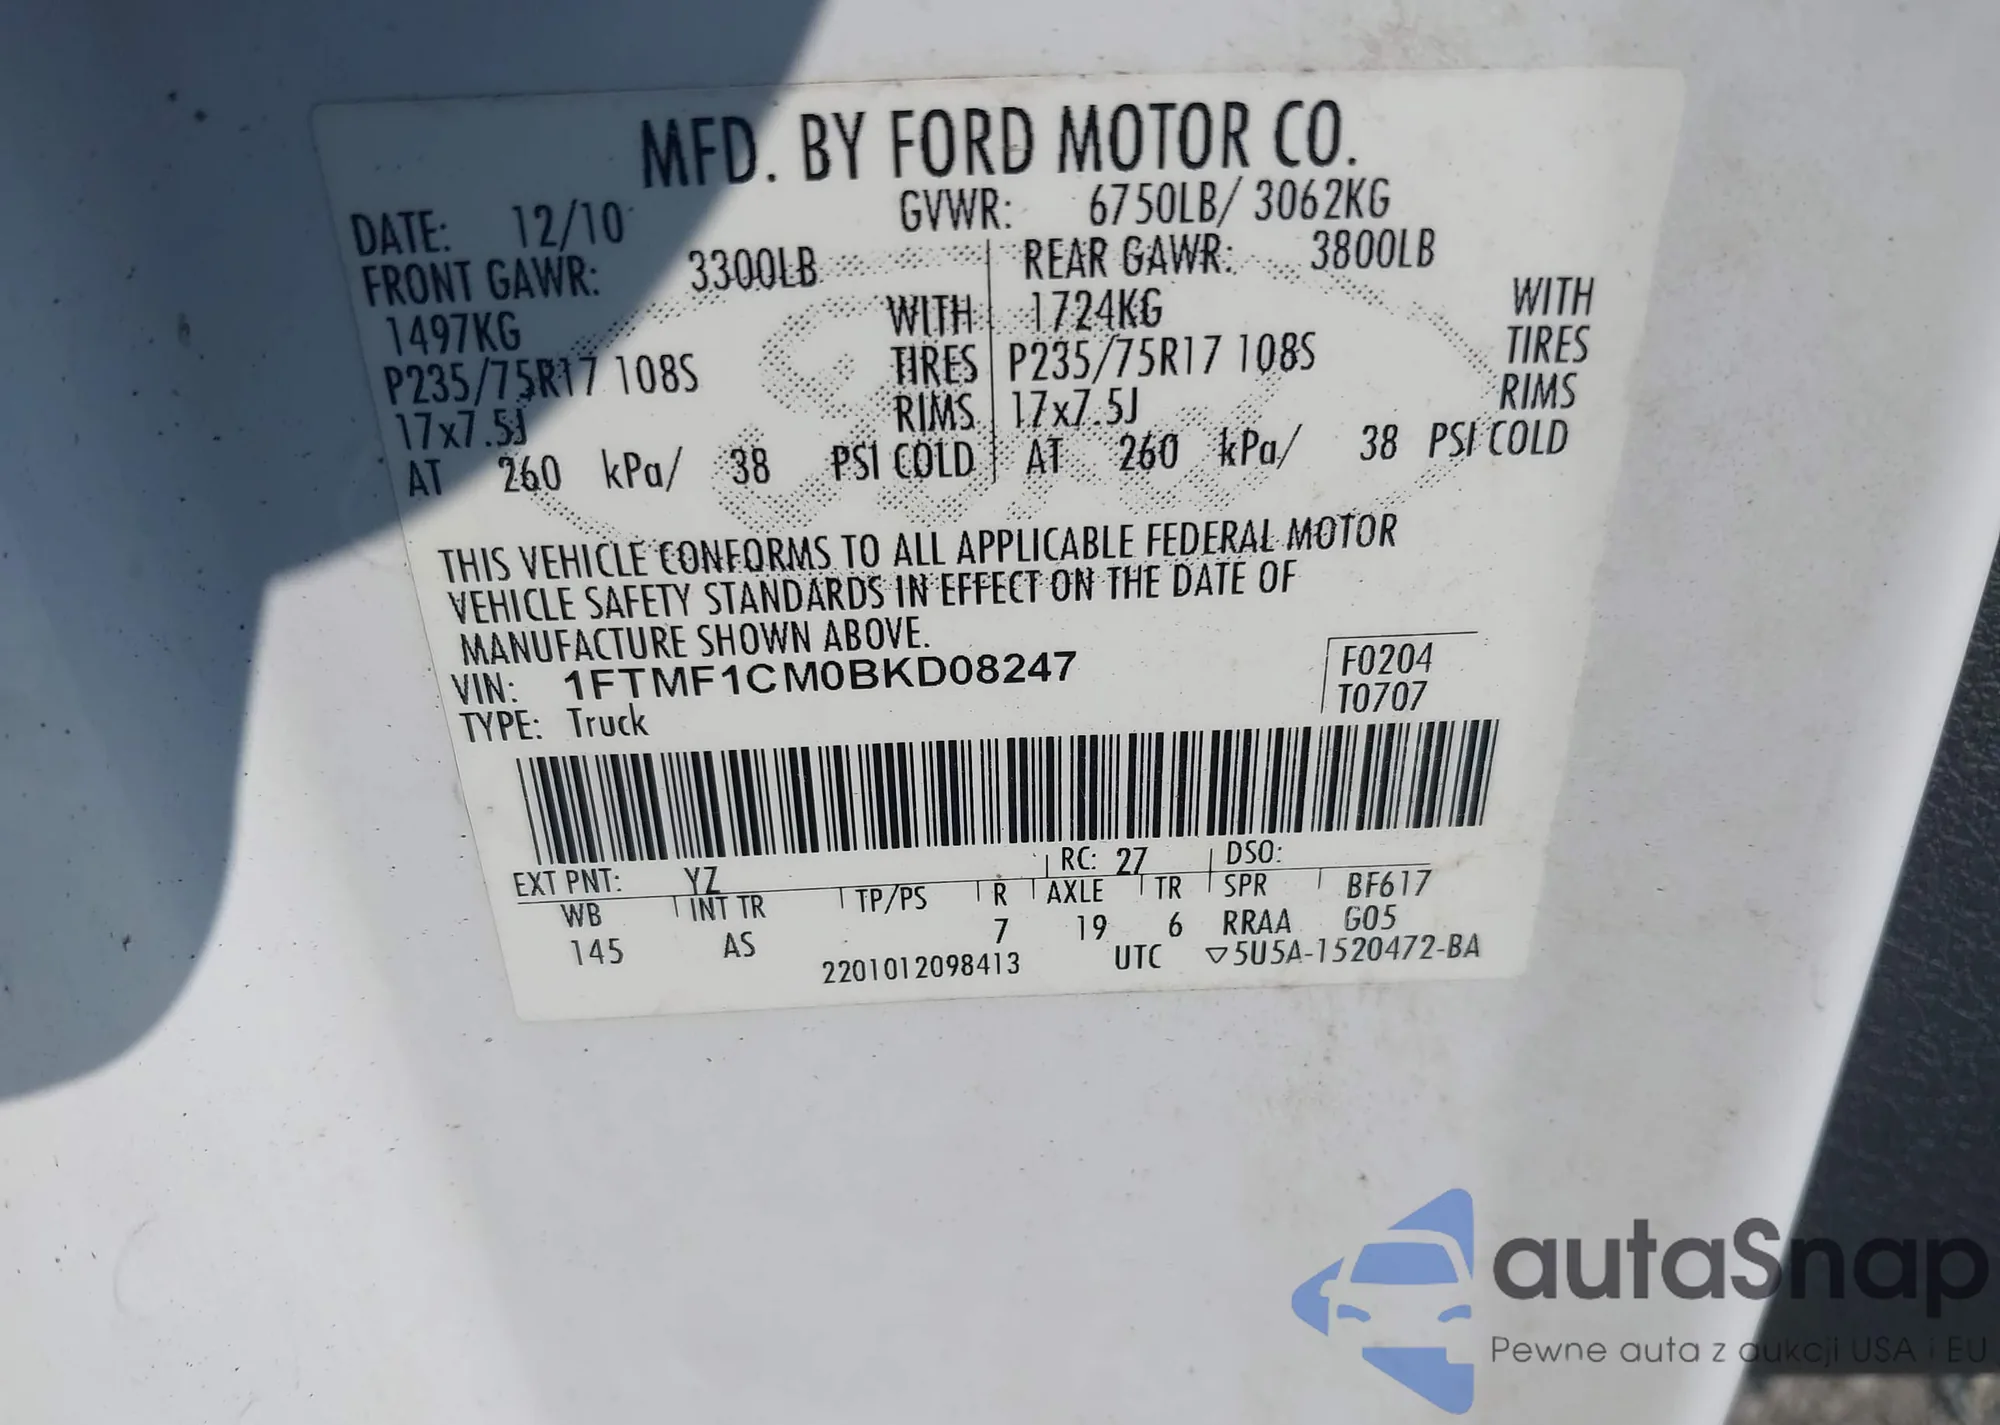 MFD. BY FORD MOTOR CO.
DATE: 12/10 GVWR: 6750LB/ 3062KG
FRONT GAWR: 3300LB REAR GAWR: 3800LB
1497KG WITH 1724KG WITH
P235/75R17 108S TIRES P235/75R17 108S TIRES
17x7.5J RIMS 17x7.5J RIMS
AT 260 kPa/ 38 PSI COLD AT 260 kPa/ 38 PSI COLD
THIS VEHICLE CONFORMS TO ALL APPLICABLE FEDERAL MOTOR
VEHICLE SAFETY STANDARDS IN EFFECT ON THE DATE OF
MANUFACTURE SHOWN ABOVE.
VIN: 1FTMF1CM0BKD08247 F0204
TYPE: Truck T0707
EXT PNT: YZ RC: 27 DSO:
WB INT TR TP/PS R AXLE TR SPR BF617
145 AS 7 19 6 RRAA G05
2201012098413 UTC ▽5U5A-1520472-BA
autaSnap
Pewne auta z aukcji USA i EU